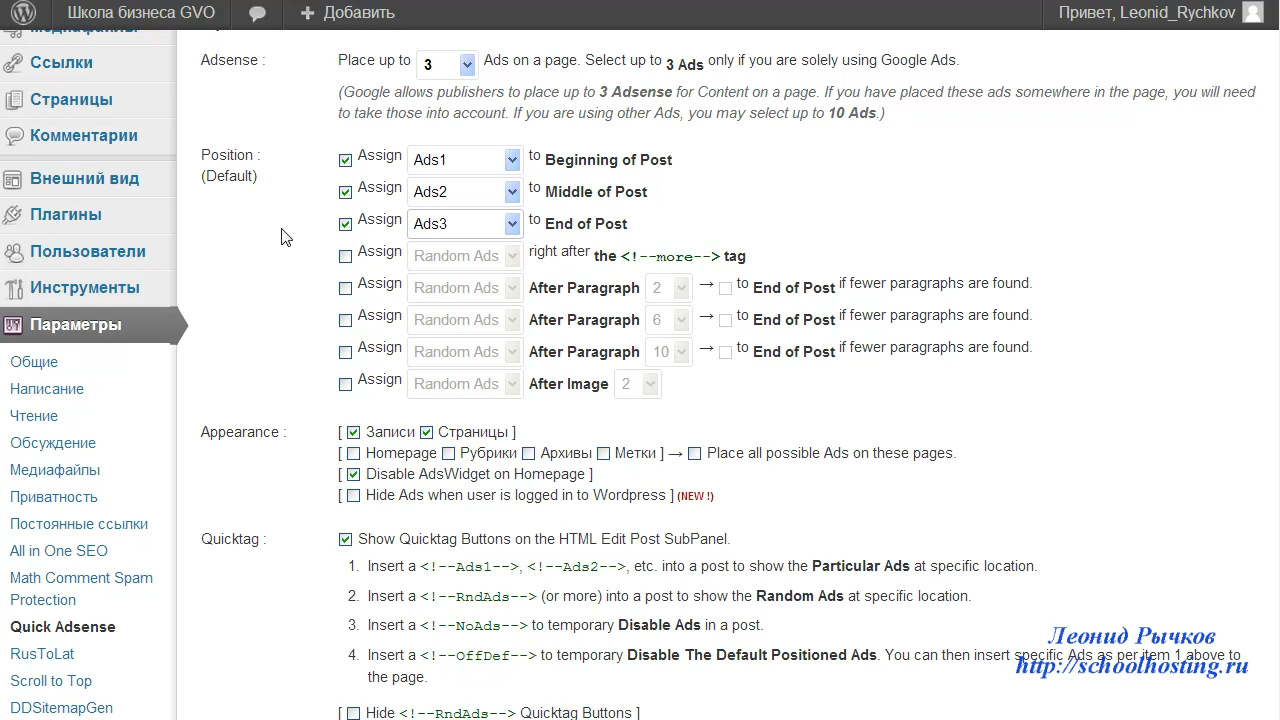 Школа бизнеса GVO
Добавить
Привет, Leonid_Rychkov
Медиафайлы
Ссылки
Страницы
Комментарии
Внешний вид
Плагины
Пользователи
Инструменты
Параметры
Общие
Написание
Чтение
Обсуждение
Медиафайлы
Приватность
Постоянные ссылки
All in One SEO
Math Comment Spam
Protection
Quick Adsense
RusToLat
Scroll to Top
DDSitemapGen
Adsense :
Place up to 3 Ads on a page. Select up to 3 Ads only if you are solely using Google Ads.
(Google allows publishers to place up to 3 Adsense for Content on a page. If you have placed these ads somewhere in the page, you will need
to take those into account. If you are using other Ads, you may select up to 10 Ads.)
Position :
(Default)
Assign Ads1 to Beginning of Post
Assign Ads2 to Middle of Post
Assign Ads3 to End of Post
Assign Random Ads right after the <!--more--> tag
Assign Random Ads After Paragraph 2 → to End of Post if fewer paragraphs are found.
Assign Random Ads After Paragraph 6 → to End of Post if fewer paragraphs are found.
Assign Random Ads After Paragraph 10 → to End of Post if fewer paragraphs are found.
Assign Random Ads After Image 2
Appearance :
[ Записи Страницы ]
[ Homepage Рубрики Архивы Метки ] → Place all possible Ads on these pages.
[ Disable AdsWidget on Homepage ]
[ Hide Ads when user is logged in to Wordpress ] (NEW !)
Quicktag :
Show Quicktag Buttons on the HTML Edit Post SubPanel.
1. Insert a <!--Ads1-->, <!--Ads2-->, etc. into a post to show the Particular Ads at specific location.
2. Insert a <!--RndAds--> (or more) into a post to show the Random Ads at specific location.
3. Insert a <!--NoAds--> to temporary Disable Ads in a post.
4. Insert a <!--OffDef--> to temporary Disable The Default Positioned Ads. You can then insert specific Ads as per item 1 above to
the page.
[ Hide <!--RndAds--> Quicktag Buttons ]
Леонид Рычков
http://schoolhosting.ru